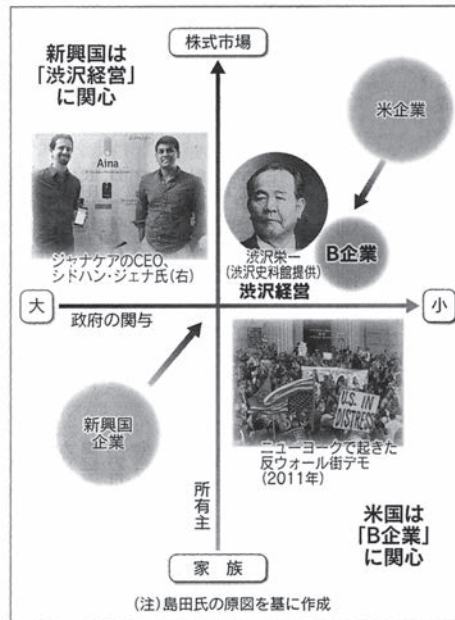 新興国は
「渋沢経営」
に関心
株式市場
米企業
Aina
ジャナケアのCEO、
シドハン・ジェナ氏(右)
渋沢栄一
(渋沢史料館提供)
渋沢経営
B企業
大
政府の関与
小
新興国
企業
U.S. IN
DISTRESS
ニューヨークで起きた
反ウォール街デモ
(2011年)
所有主
家族
米国は
「B企業」
に関心
(注)島田氏の原図を基に作成